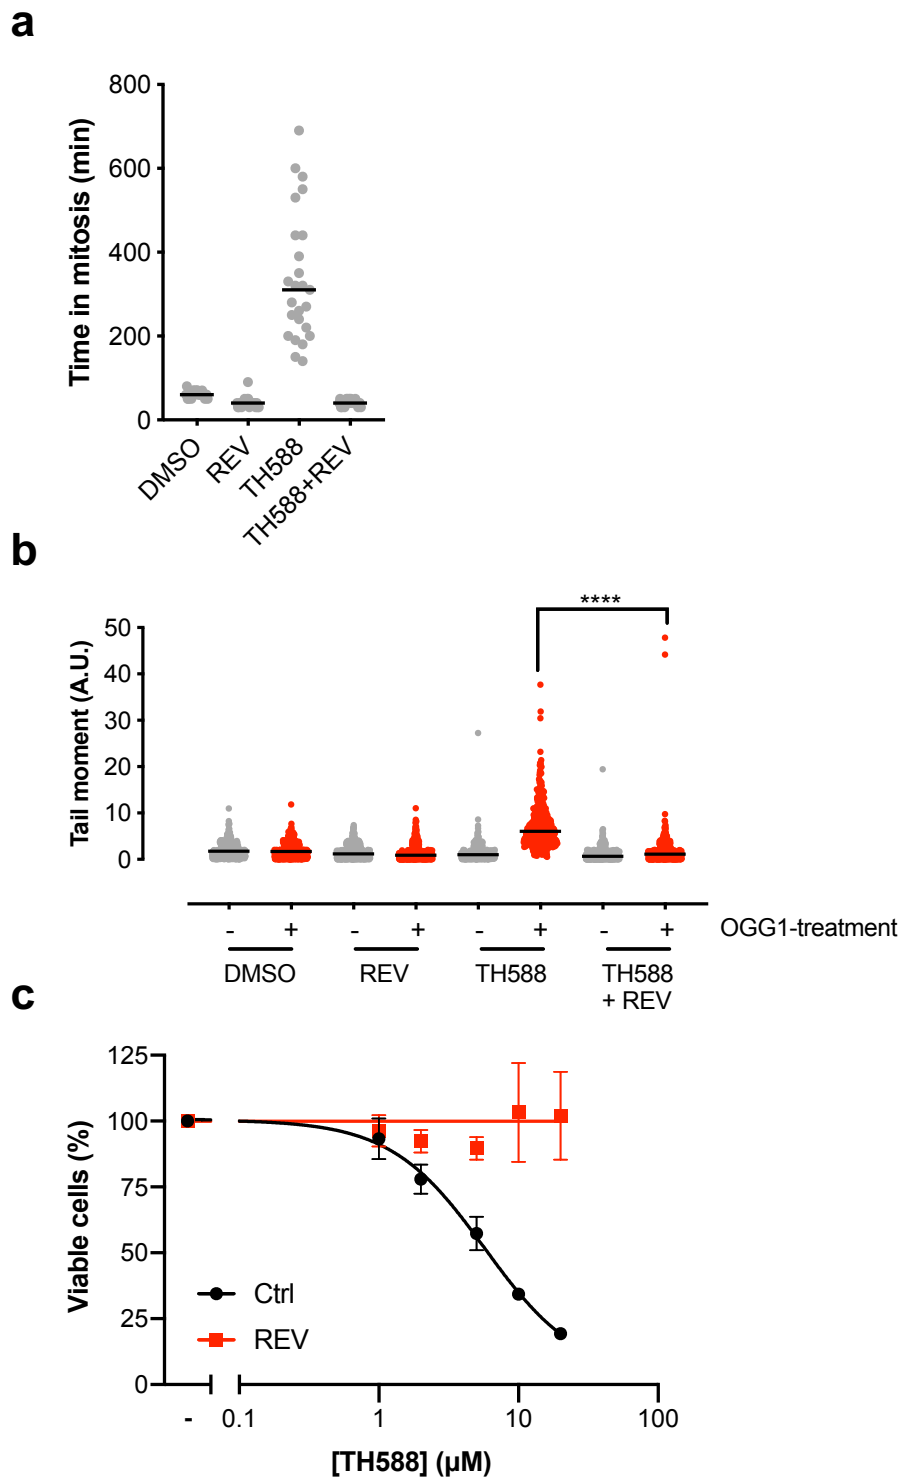 a
800
600
400
200
0
Time in mitosis (min)
DMSO
REV
TH588
TH588+REV
b
****
50
40
30
20
10
0
Tail moment (A.U.)
- + - + - + - + OGG1-treatment
DMSO REV TH588 TH588
+ REV
c
125
100
75
50
25
0
Viable cells (%)
Ctrl
REV
- 0.1 1 10 100
[TH588] (µM)